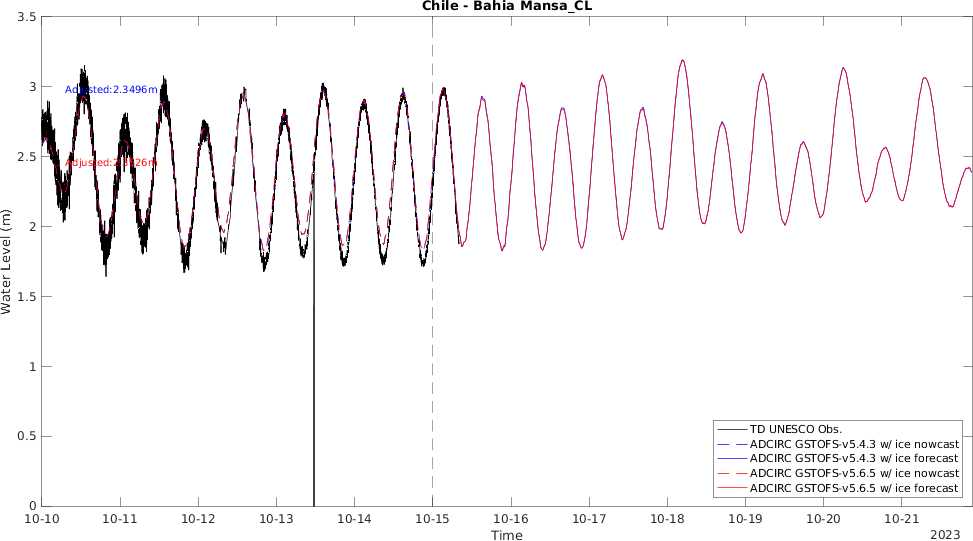 Chile - Bahia Mansa_CL
3.5
3
2.5
2
1.5
1
0.5
0
Water Level (m)
Adjusted:2.3496m
Adjusted:
10-10
10-11
10-12
10-13
10-14
10-15
10-16
10-17
10-18
10-19
10-20
10-21
Time
2023
TD UNESCO Obs.
ADCIRC GSTOFS-v5.4.3 w/ ice nowcast
ADCIRC GSTOFS-v5.4.3 w/ ice forecast
ADCIRC GSTOFS-v5.6.5 w/ ice nowcast
ADCIRC GSTOFS-v5.6.5 w/ ice forecast